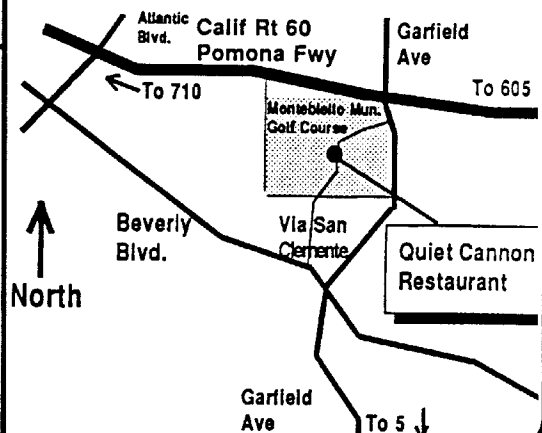 Atlantic
Blvd.
Calif Rt 60
Pomona Fwy
Garfield
Ave
To 710
To 605
Montebiello Mun.
Golf Course
Beverly
Blvd.
Via San
Clemente
Quiet Cannon
Restaurant
North
Garfield
Ave
To 5